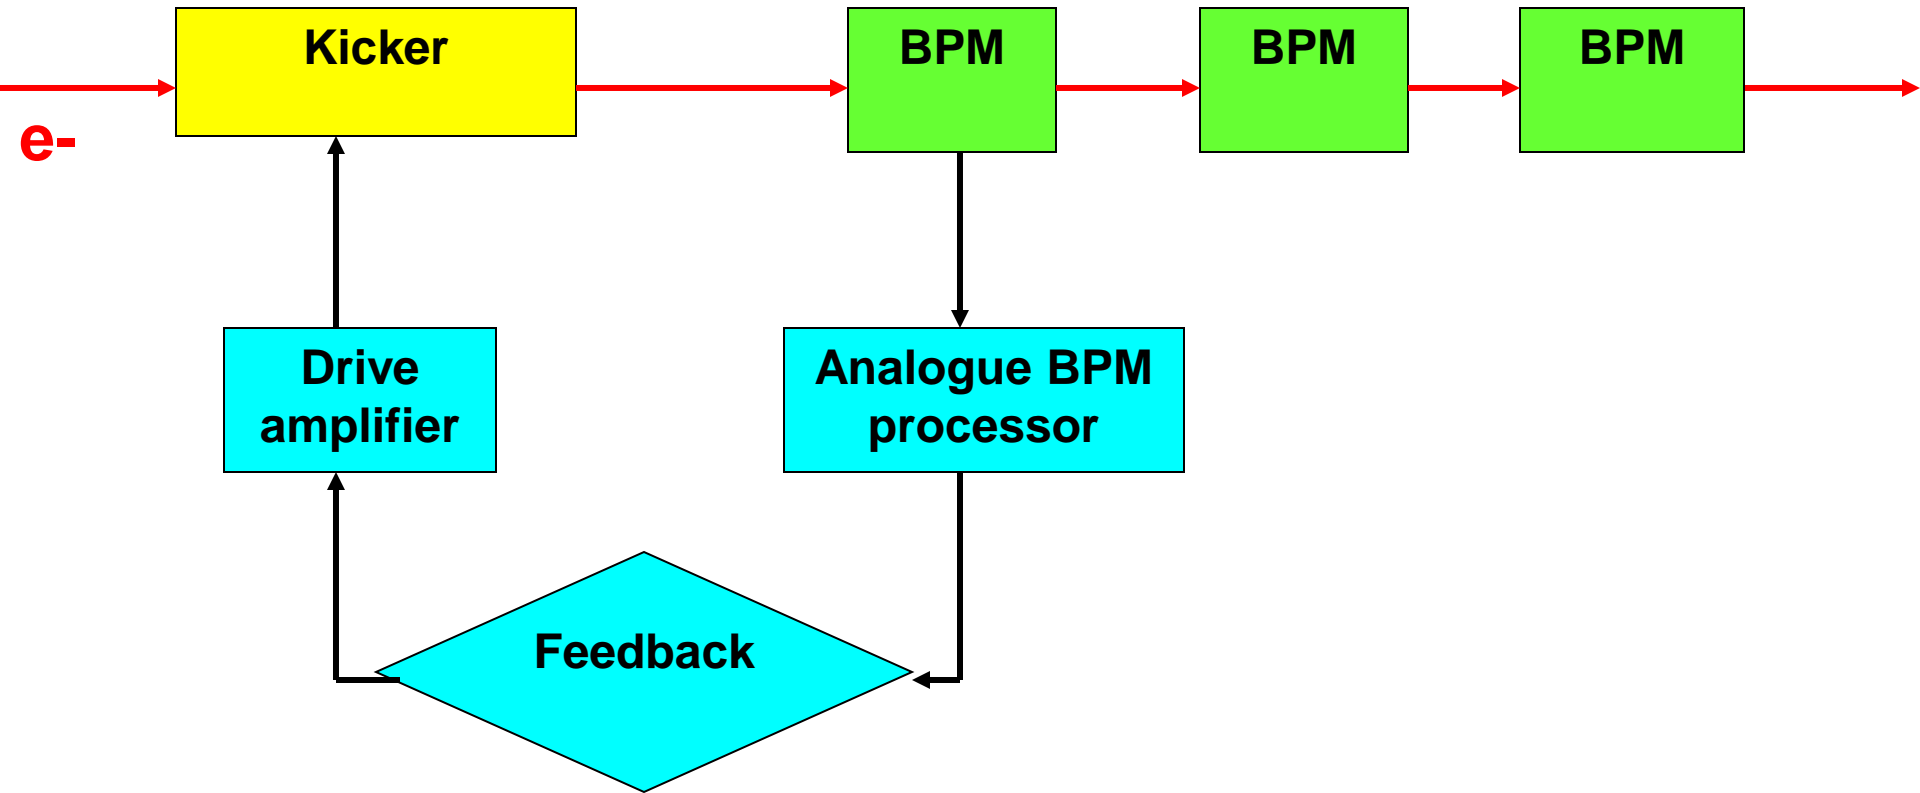 Kicker
BPM
BPM
BPM
e-
Drive
amplifier
Analogue BPM
processor
Feedback